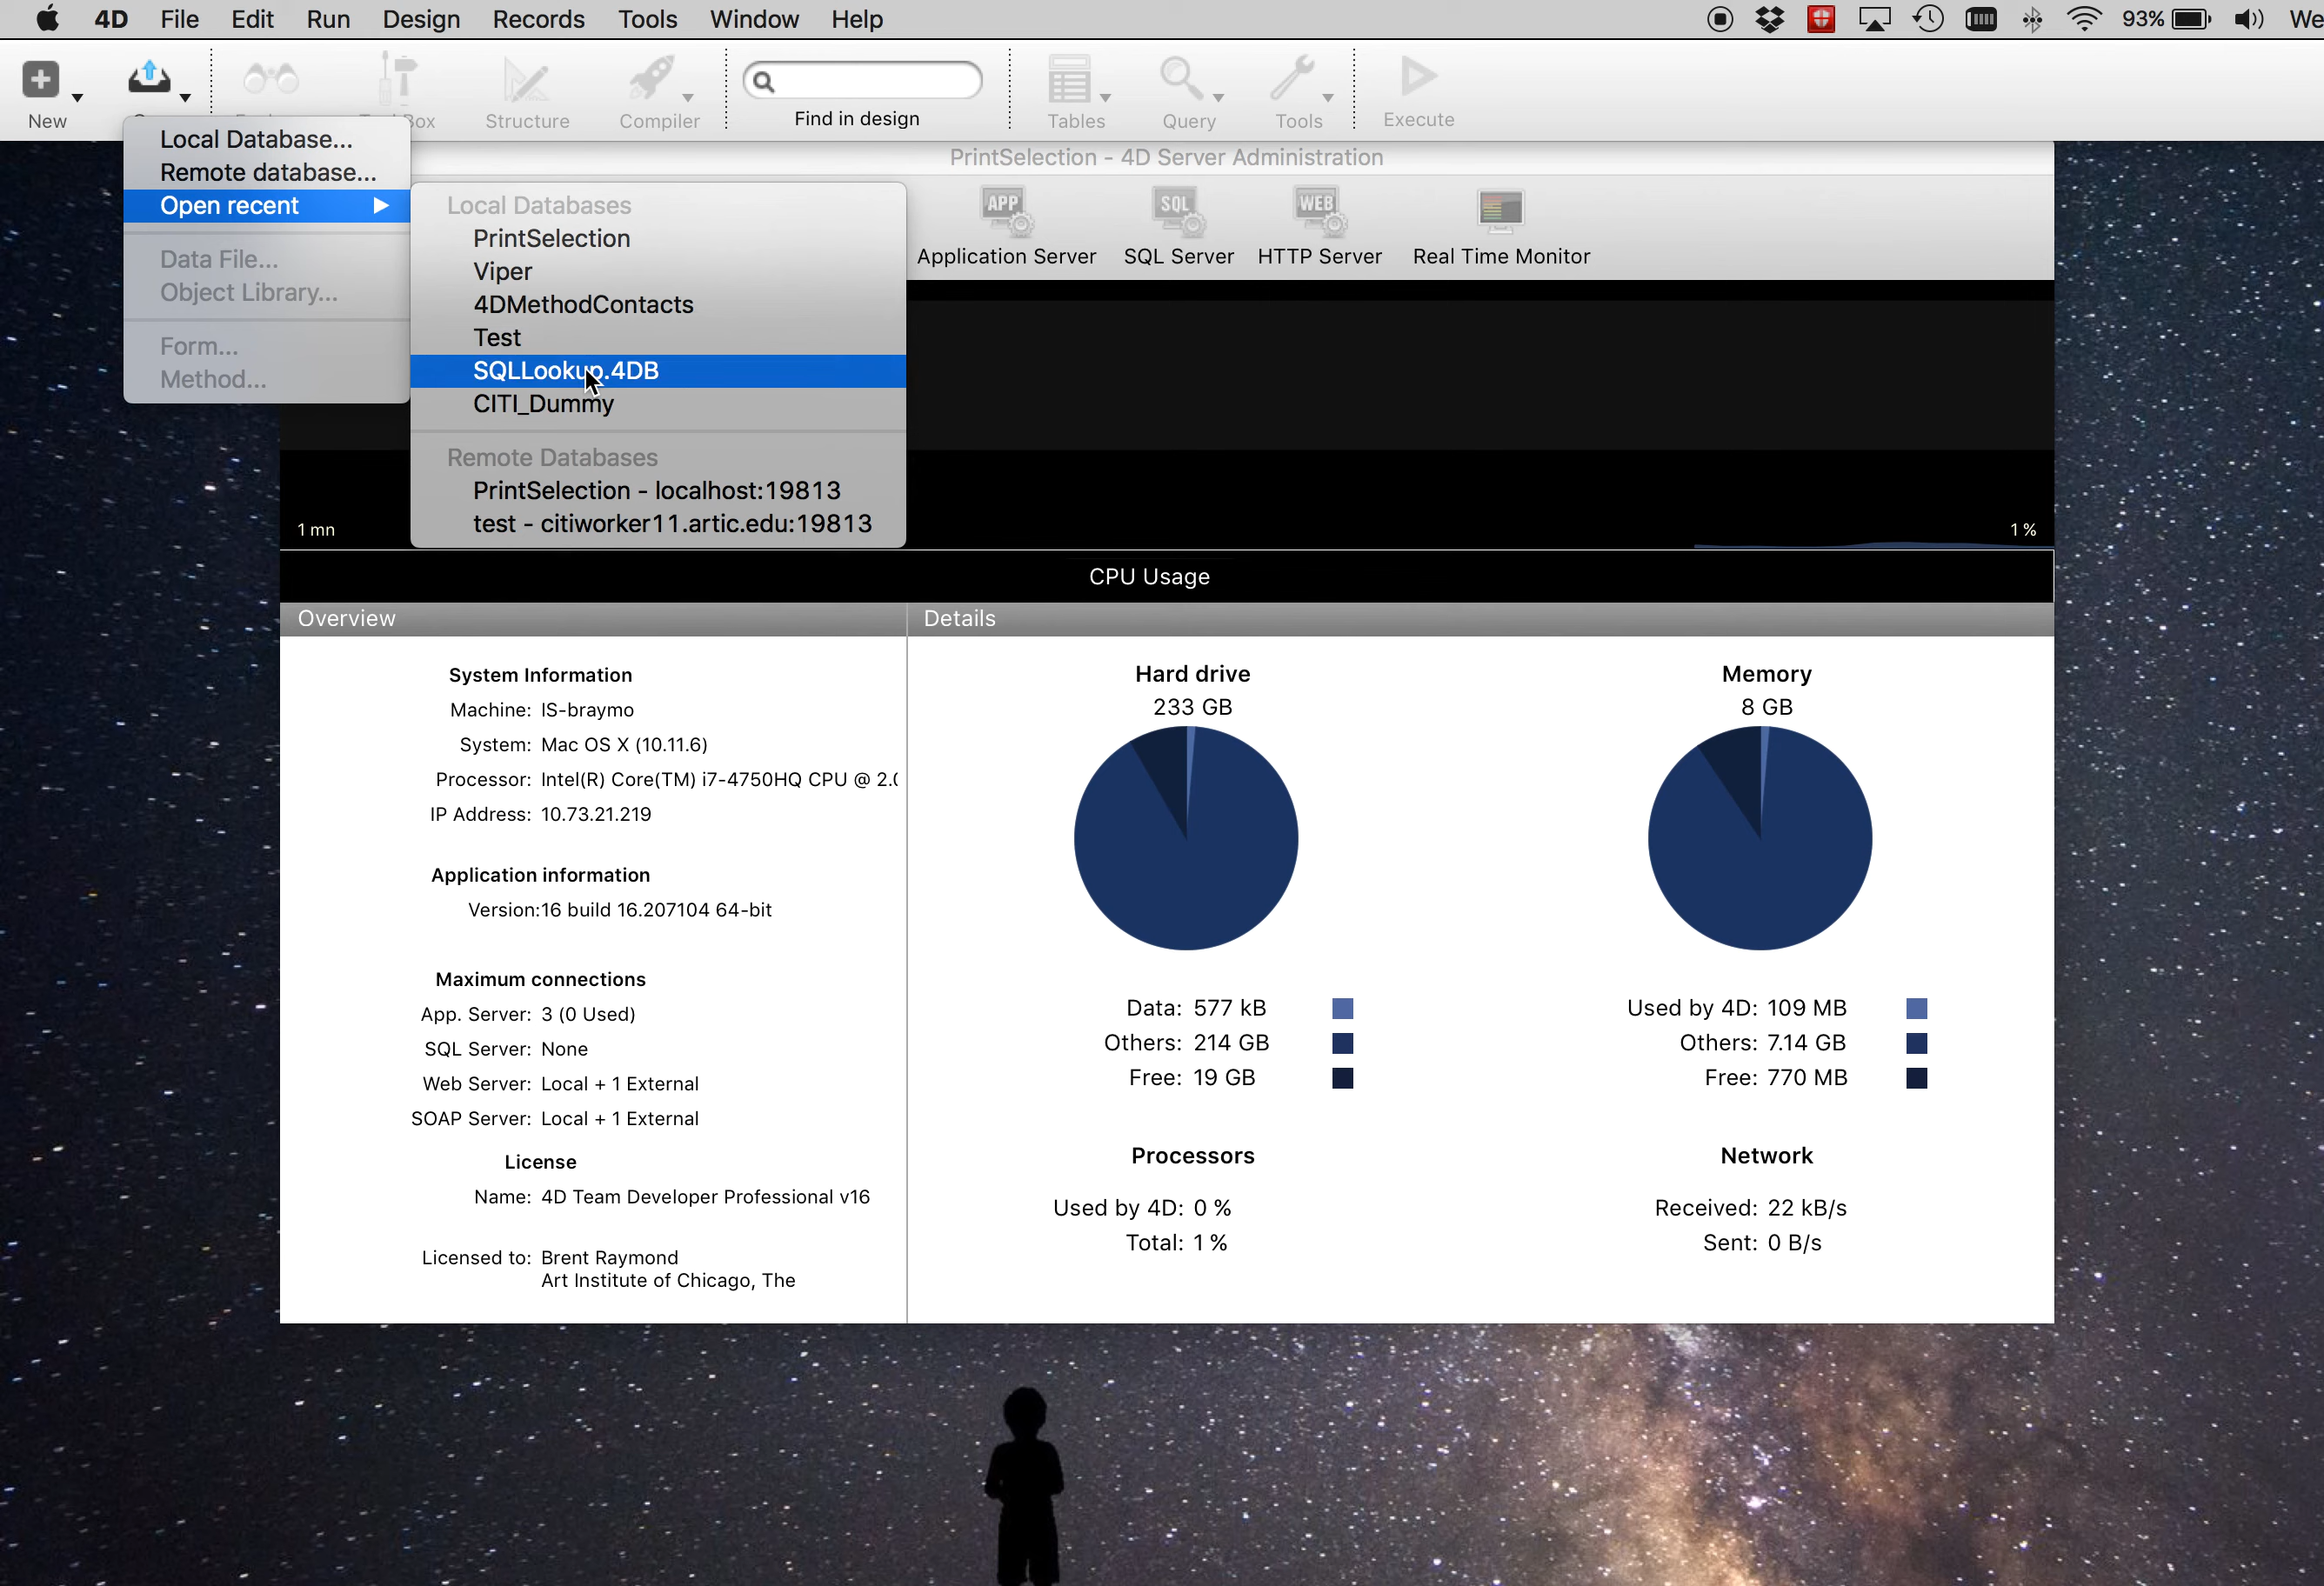 4D File Edit Run Design Records Tools Window Help 93% We
New Box Structure Compiler Find in design Tables Query Tools Execute
Local Database...
Remote database...
Open recent
Data File...
Object Library...
Form...
Method...
Local Databases
PrintSelection
Viper
4DMethodContacts
Test
SQLLookup.4DB
CITI_Dummy
Remote Databases
PrintSelection - localhost:19813
test - citiworker11.artic.edu:19813
PrintSelection - 4D Server Administration
APP SQL WEB
Application Server SQL Server HTTP Server Real Time Monitor
1 mn 1 %
CPU Usage
Overview
System Information
Machine: IS-braymo
System: Mac OS X (10.11.6)
Processor: Intel(R) Core(TM) i7-4750HQ CPU @ 2.0
IP Address: 10.73.21.219
Application information
Version:16 build 16.207104 64-bit
Maximum connections
App. Server: 3 (0 Used)
SQL Server: None
Web Server: Local + 1 External
SOAP Server: Local + 1 External
License
Name: 4D Team Developer Professional v16
Licensed to: Brent Raymond
Art Institute of Chicago, The
Details
Hard drive
233 GB
Data: 577 kB
Others: 214 GB
Free: 19 GB
Memory
8 GB
Used by 4D: 109 MB
Others: 7.14 GB
Free: 770 MB
Processors
Used by 4D: 0 %
Total: 1 %
Network
Received: 22 kB/s
Sent: 0 B/s